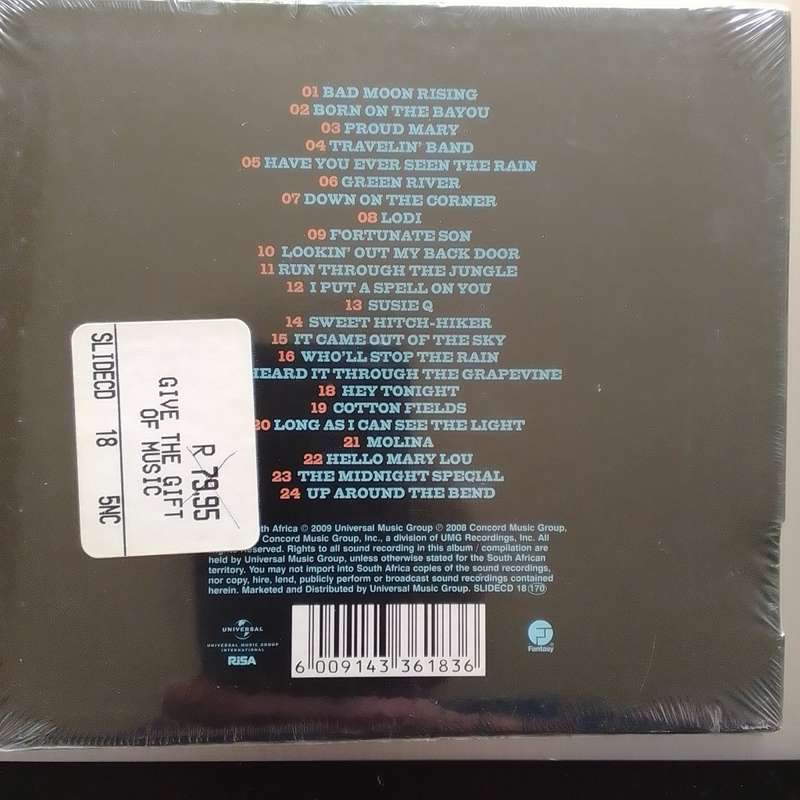 01 BAD MOON RISING
02 BORN ON THE BAYOU
03 PROUD MARY
04 TRAVELIN' BAND
05 HAVE YOU EVER SEEN THE RAIN
06 GREEN RIVER
07 DOWN ON THE CORNER
08 LODI
09 FORTUNATE SON
10 LOOKIN' OUT MY BACK DOOR
11 RUN THROUGH THE JUNGLE
12 I PUT A SPELL ON YOU
13 SUSIE Q
14 SWEET HITCH-HIKER
15 IT CAME OUT OF THE SKY
16 WHO'LL STOP THE RAIN
HEARD IT THROUGH THE GRAPEVINE
18 HEY TONIGHT
19 COTTON FIELDS
20 LONG AS I CAN SEE THE LIGHT
21 MOLINA
22 HELLO MARY LOU
23 THE MIDNIGHT SPECIAL
24 UP AROUND THE BEND
R 79.95
GIVE THE GIFT
OF MUSIC
SLIDECD 18 5NC
Africa © 2009 Universal Music Group ℗ 2008 Concord Music Group,
Concord Music Group, Inc., a division of UMG Recordings, Inc. All
Reserved. Rights to all sound recording in this album / compilation are
held by Universal Music Group, unless otherwise stated for the South African
territory. You may not import into South Africa copies of the sound recordings,
nor copy, hire, lend, publicly perform or broadcast sound recordings contained
herein. Marketed and Distributed by Universal Music Group. SLIDECD 18 170
UNIVERSAL
UNIVERSAL MUSIC GROUP
INTERNATIONAL
RISA
6 009143 361836
Fantasy